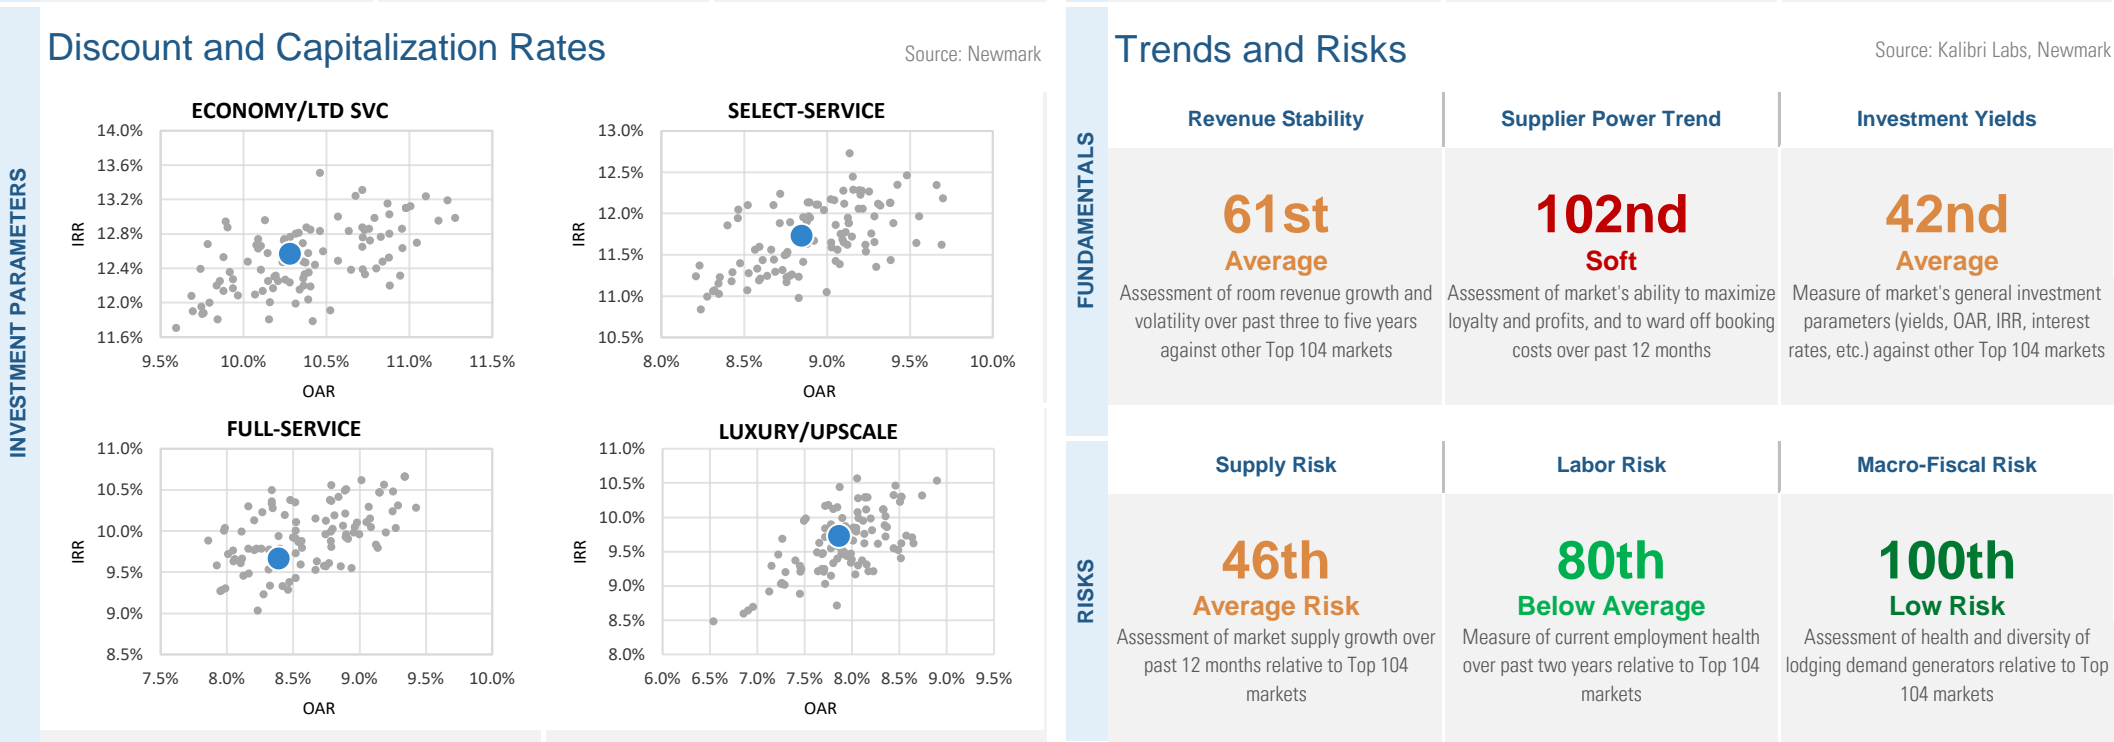 INVESTMENT PARAMETERS
Discount and Capitalization Rates
Source: Newmark
ECONOMY/LTD SVC
14.0%
13.6%
13.2%
12.8%
12.4%
12.0%
11.6%
IRR
9.5% 10.0% 10.5% 11.0% 11.5%
OAR
SELECT-SERVICE
13.0%
12.5%
12.0%
11.5%
11.0%
10.5%
IRR
8.0% 8.5% 9.0% 9.5% 10.0%
OAR
FULL-SERVICE
11.0%
10.5%
10.0%
9.5%
9.0%
8.5%
IRR
7.5% 8.0% 8.5% 9.0% 9.5% 10.0%
OAR
LUXURY/UPSCALE
11.0%
10.5%
10.0%
9.5%
9.0%
8.5%
8.0%
IRR
6.0% 6.5% 7.0% 7.5% 8.0% 8.5% 9.0% 9.5%
OAR
Trends and Risks
Source: Kalibri Labs, Newmark
FUNDAMENTALS
Revenue Stability
61st
Average
Assessment of room revenue growth and
volatility over past three to five years
against other Top 104 markets
Supplier Power Trend
102nd
Soft
Assessment of market's ability to maximize
loyalty and profits, and to ward off booking
costs over past 12 months
Investment Yields
42nd
Average
Measure of market's general investment
parameters (yields, OAR, IRR, interest
rates, etc.) against other Top 104 markets
RISKS
Supply Risk
46th
Average Risk
Assessment of market supply growth over
past 12 months relative to Top 104
markets
Labor Risk
80th
Below Average
Measure of current employment health
over past two years relative to Top 104
markets
Macro-Fiscal Risk
100th
Low Risk
Assessment of health and diversity of
lodging demand generators relative to Top
104 markets